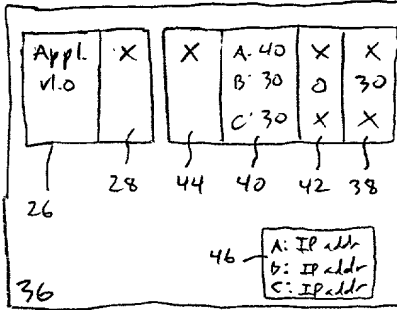 Appl. X X A: 40 X X
v1.0 B: 30 0 30
C: 30 X X
26 28 44 40 42 38
46 A: IP addr
B: IP addr
C: IP addr
36